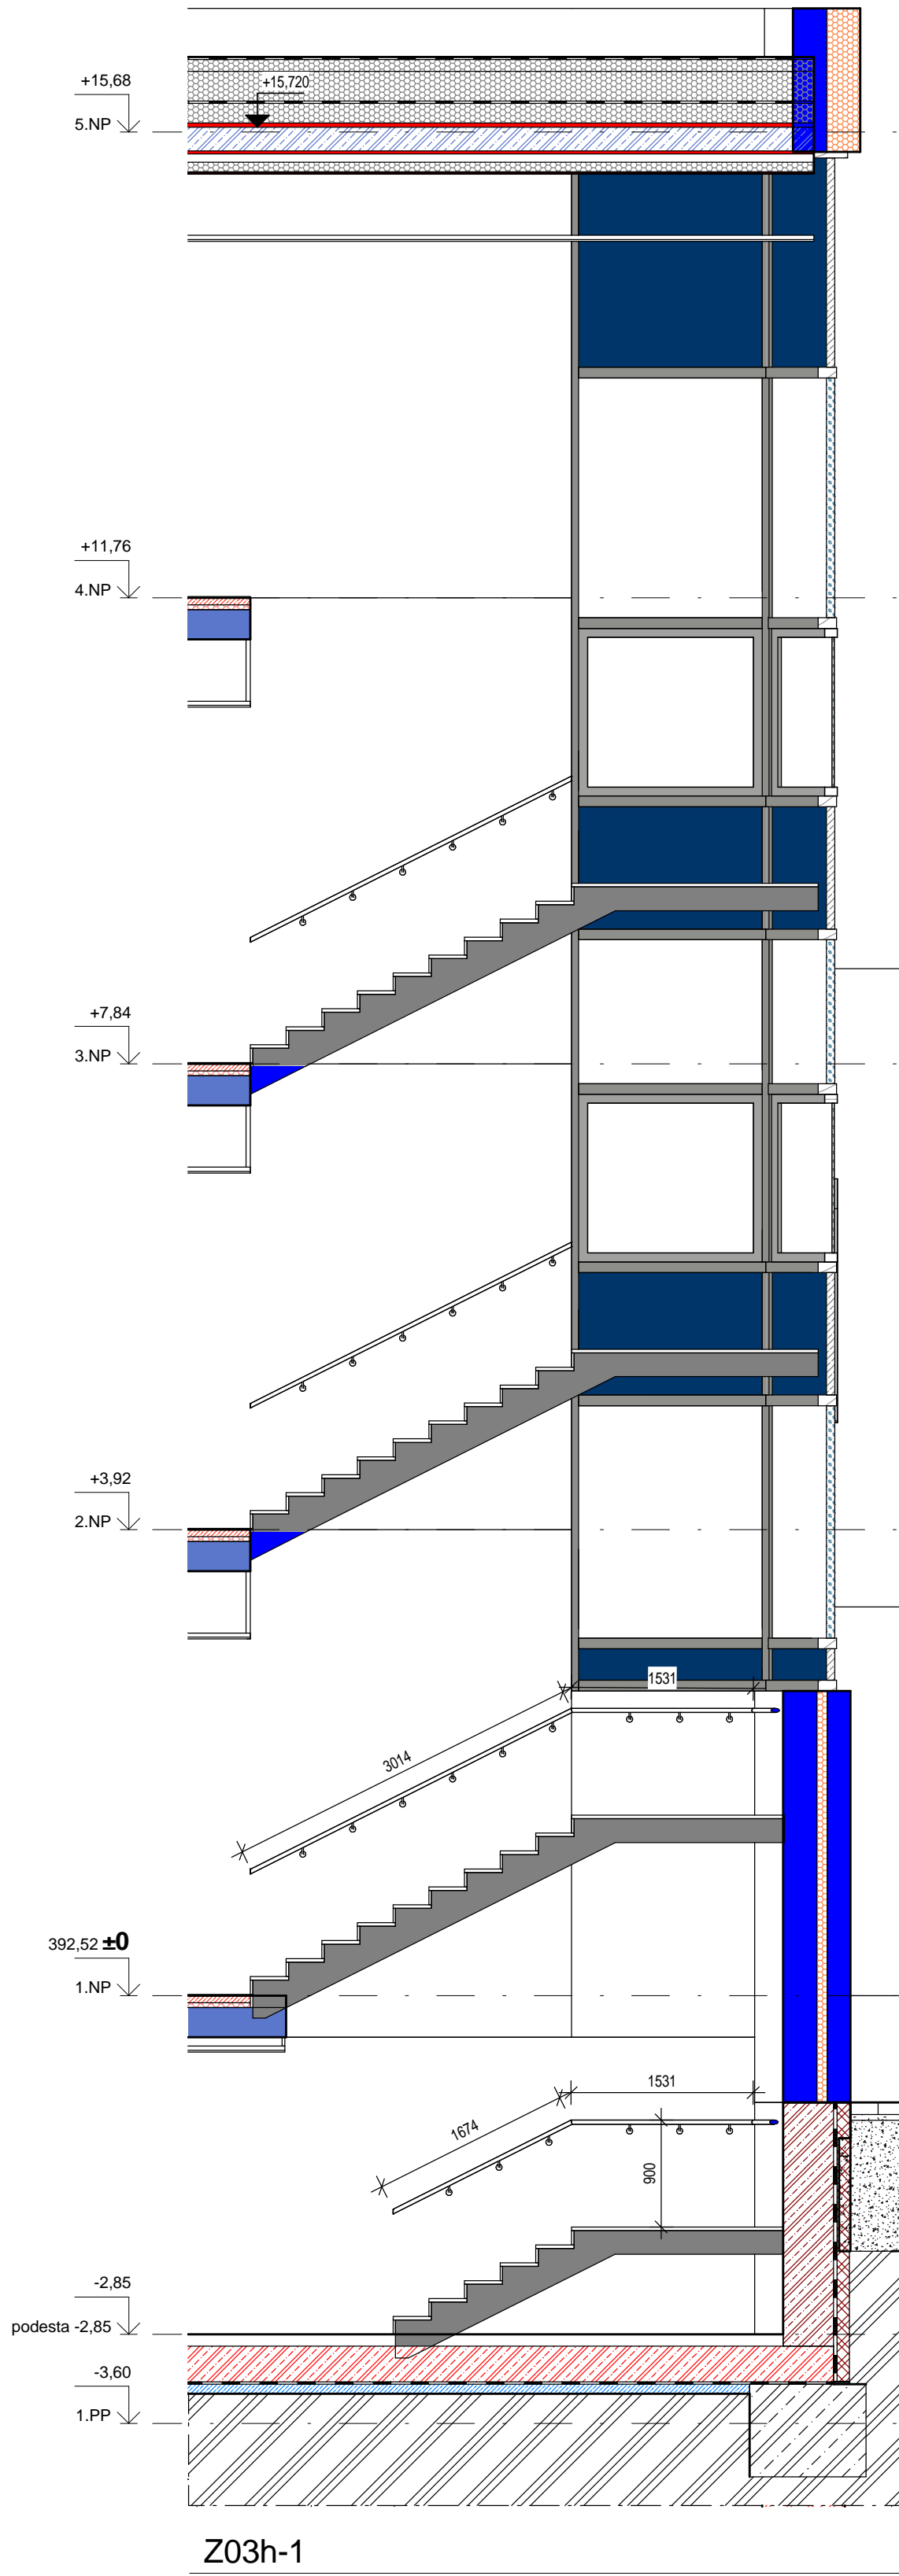 +15,68
+15,720
5.NP
+11,76
4.NP
+7,84
3.NP
+3,92
2.NP
1531
3014
392,52 ±0
1.NP
1531
1674
900
-2,85
podesta -2,85
-3,60
1.PP
Z03h-1